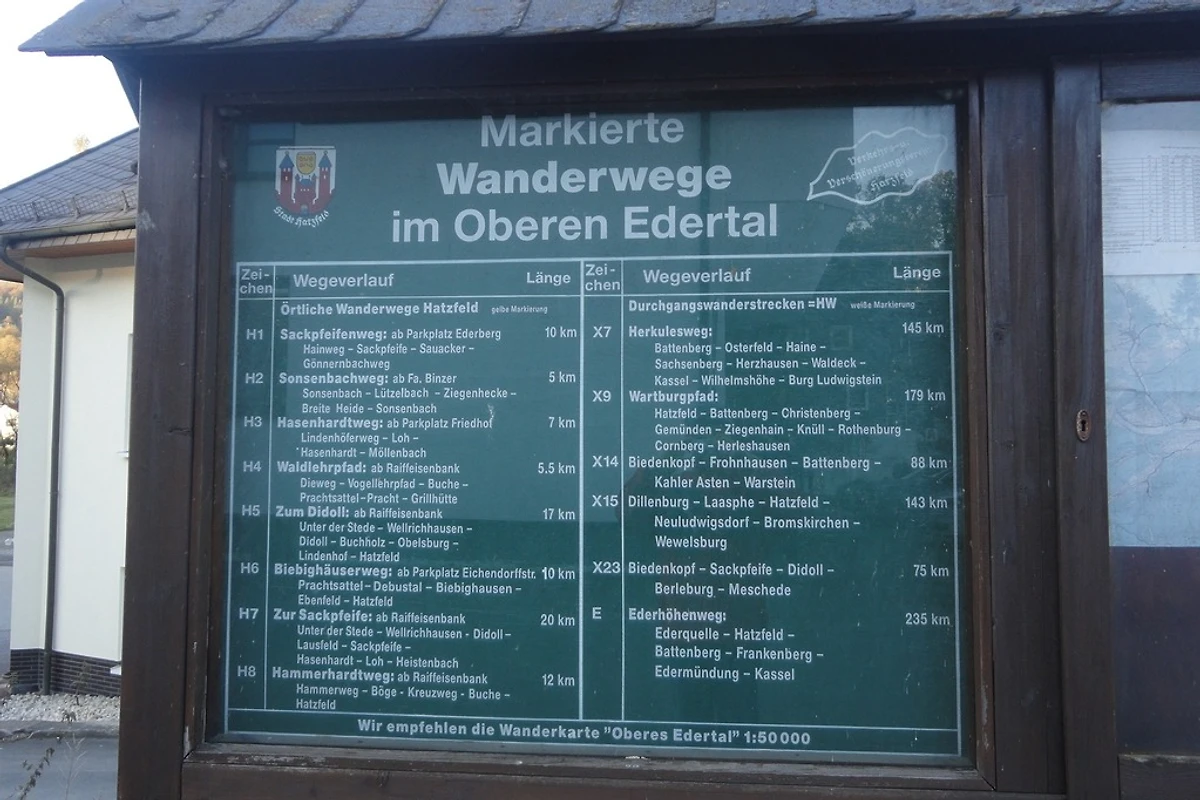 Markierte
Wanderwege
im Oberen Edertal
Stadt Hatzfeld
Verkehrs-u.
Verschönerungsverein
Hatzfeld
Zei-
chen
Wegeverlauf
Länge
Örtliche Wanderwege Hatzfeld gelbe Markierung
H1 Sackpfeifenweg: ab Parkplatz Ederberg 10 km
Hainweg – Sackpfeife – Sauacker –
Gönnernbachweg
H2 Sonsenbachweg: ab Fa. Binzer 5 km
Sonsenbach – Lützelbach – Ziegenhecke –
Breite Heide – Sonsenbach
H3 Hasenhardtweg: ab Parkplatz Friedhof 7 km
Lindenhöferweg – Loh –
Hasenhardt – Möllenbach
H4 Waldlehrpfad: ab Raiffeisenbank 5.5 km
Dieweg – Vogellehrpfad – Buche –
Prachtsattel – Pracht – Grillhütte
H5 Zum Didoll: ab Raiffeisenbank 17 km
Unter der Stede – Wellrichhausen –
Didoll – Buchholz – Obelsburg –
Lindenhof – Hatzfeld
H6 Biebighäuserweg: ab Parkplatz Eichendorffstr. 10 km
Prachtsattel – Debustal – Biebighausen –
Ebenfeld – Hatzfeld
H7 Zur Sackpfeife: ab Raiffeisenbank 20 km
Unter der Stede – Wellrichhausen - Didoll –
Lausfeld – Sackpfeife –
Hasenhardt – Loh – Heistenbach
H8 Hammerhardtweg: ab Raiffeisenbank 12 km
Hammerweg – Böge - Kreuzweg - Buche –
Hatzfeld
Zei-
chen
Wegeverlauf
Länge
Durchgangswanderstrecken =HW weiße Markierung
X7 Herkulesweg: 145 km
Battenberg – Osterfeld – Haine –
Sachsenberg – Herzhausen – Waldeck –
Kassel – Wilhelmshöhe – Burg Ludwigstein
X9 Wartburgpfad: 179 km
Hatzfeld – Battenberg – Christenberg –
Gemünden – Ziegenhain – Knüll – Rothenburg –
Cornberg – Herleshausen
X14 Biedenkopf – Frohnhausen – Battenberg – 88 km
Kahler Asten – Warstein
X15 Dillenburg – Laasphe – Hatzfeld – 143 km
Neuludwigsdorf – Bromskirchen –
Wewelsburg
X23 Biedenkopf – Sackpfeife – Didoll – 75 km
Berleburg – Meschede
E Ederhöhenweg: 235 km
Ederquelle – Hatzfeld –
Battenberg – Frankenberg –
Edermündung – Kassel
Wir empfehlen die Wanderkarte "Oberes Edertal" 1:50 000